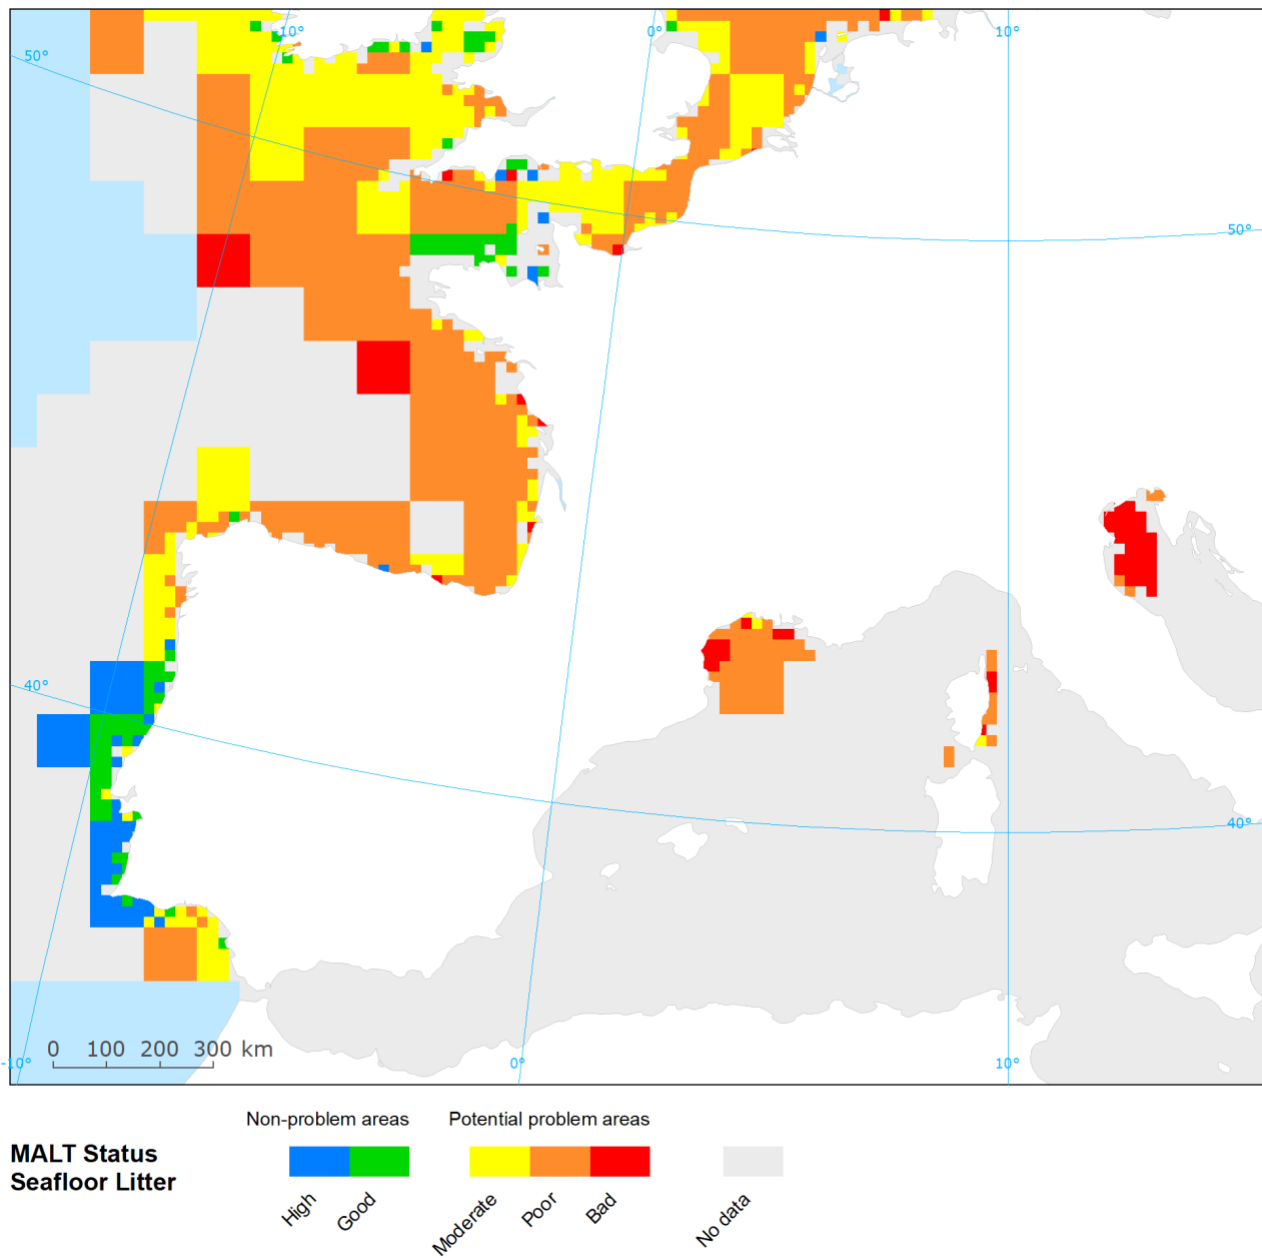 -10°
0°
10°
50°
50°
40°
40°
0 100 200 300 km
-10°
0°
10°
Non-problem areas
Potential problem areas
MALT Status
Seafloor Litter
High
Good
Moderate
Poor
Bad
No data